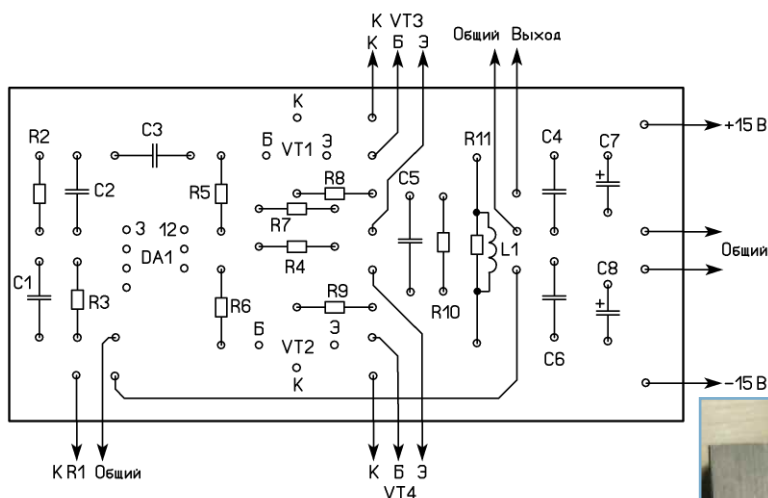 К VT3
К Б Э
Общий Выход
К
+15 В
R2
C3
Б Э
VT1
R11
C4
C7
+
C2
R5
R8
C5
R7
3 12
DA1
R4
L1
Общий
C1
R3
R6
R9
R10
C8
+
Б Э
VT2
C6
К
-15 В
К R1 Общий
К Б Э
VT4